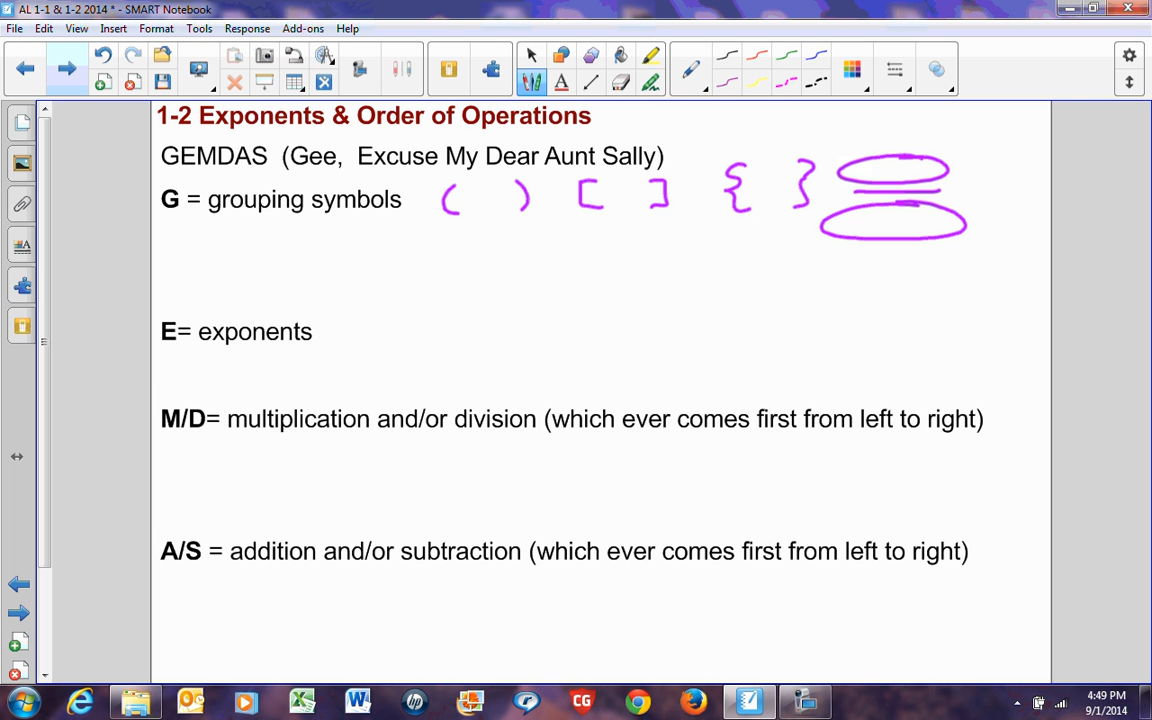 AL 1-1 & 1-2 2014 * - SMART Notebook
File Edit View Insert Format Tools Response Add-ons Help
1-2 Exponents & Order of Operations
GEMDAS (Gee, Excuse My Dear Aunt Sally)
G = grouping symbols ( ) [ ] { }
E= exponents
M/D= multiplication and/or division (which ever comes first from left to right)
A/S = addition and/or subtraction (which ever comes first from left to right)
4:49 PM
9/1/2014